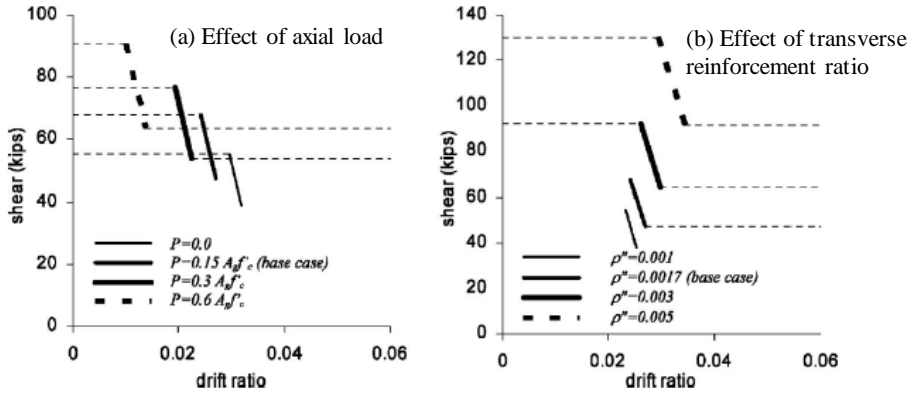 (a) Effect of axial load
100
80
60
40
20
0
shear (kips)
P=0.0
P=0.15 Agf'c (base case)
P=0.3 Agf'c
P=0.6 Agf'c
0
0.02
0.04
0.06
drift ratio
(b) Effect of transverse
reinforcement ratio
140
120
100
80
60
40
20
0
shear (kips)
ρ"=0.001
ρ"=0.0017 (base case)
ρ"=0.003
ρ"=0.005
0
0.02
0.04
0.06
drift ratio